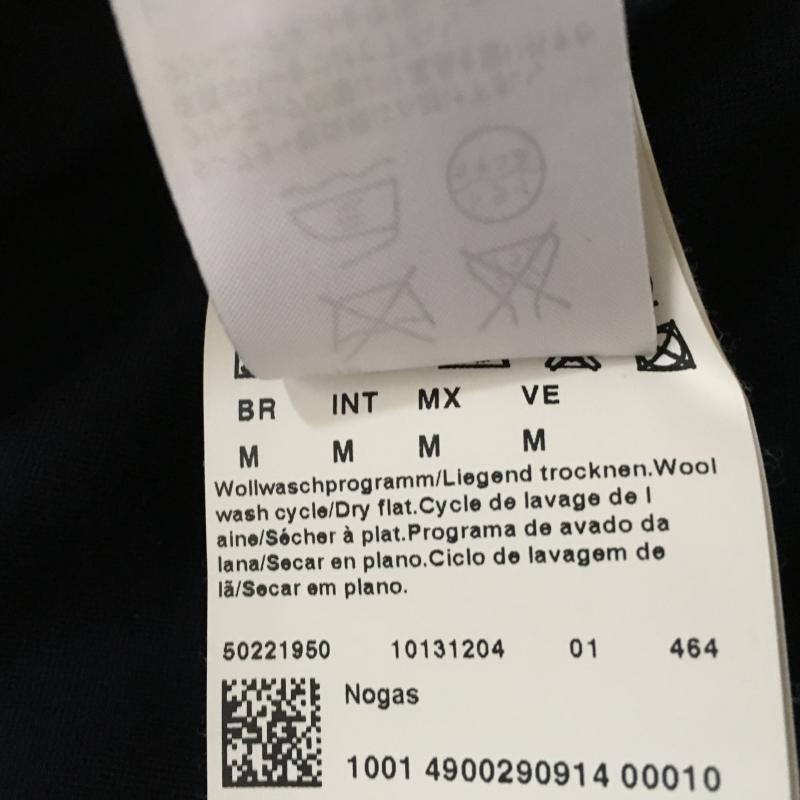 BR INT MX VE
M M M M
Wollwaschprogramm/Liegend trocknen.Wool
wash cycle/Dry flat.Cycle de lavage de l
aine/Sécher à plat.Programa de avado da
lana/Secar en plano.Ciclo de lavagem de
lã/Secar em plano.
50221950 10131204 01 464
Nogas
1001 4900290914 00010